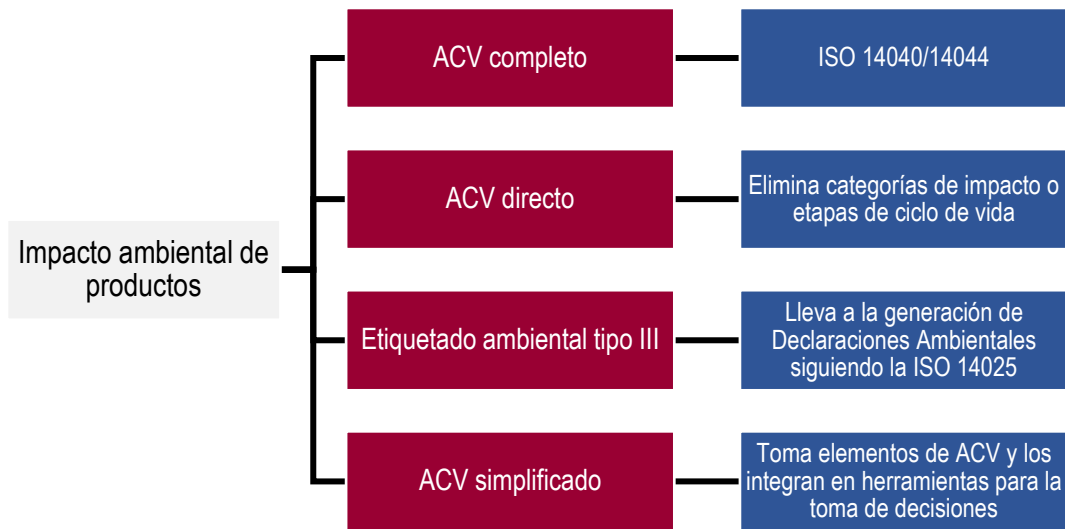 Impacto ambiental de
productos
ACV completo
ISO 14040/14044
ACV directo
Elimina categorías de impacto o
etapas de ciclo de vida
Etiquetado ambiental tipo III
Lleva a la generación de
Declaraciones Ambientales
siguiendo la ISO 14025
ACV simplificado
Toma elementos de ACV y los
integran en herramientas para la
toma de decisiones